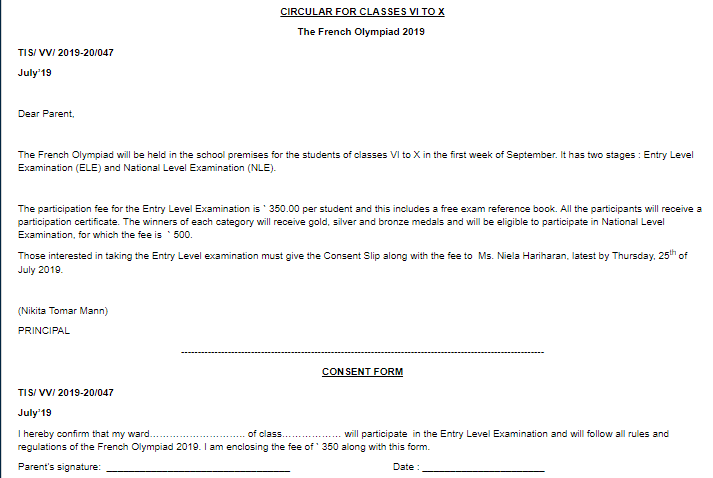 CIRCULAR FOR CLASSES VI TO X
The French Olympiad 2019
TIS/ VV/ 2019-20/047
July'19
Dear Parent,
The French Olympiad will be held in the school premises for the students of classes VI to X in the first week of September. It has two stages : Entry Level
Examination (ELE) and National Level Examination (NLE).
The participation fee for the Entry Level Examination is ` 350.00 per student and this includes a free exam reference book. All the participants will receive a
participation certificate. The winners of each category will receive gold, silver and bronze medals and will be eligible to participate in National Level
Examination, for which the fee is ` 500.
Those interested in taking the Entry Level examination must give the Consent Slip along with the fee to Ms. Niela Hariharan, latest by Thursday, 25th of
July 2019.
(Nikita Tomar Mann)
PRINCIPAL
--------------------------------------------------------------------------------------------------------------
CONSENT FORM
TIS/ VV/ 2019-20/047
July'19
I hereby confirm that my ward……………………….. of class……………… will participate in the Entry Level Examination and will follow all rules and
regulations of the French Olympiad 2019. I am enclosing the fee of ` 350 along with this form.
Parent's signature: _________________________________ Date : ______________________